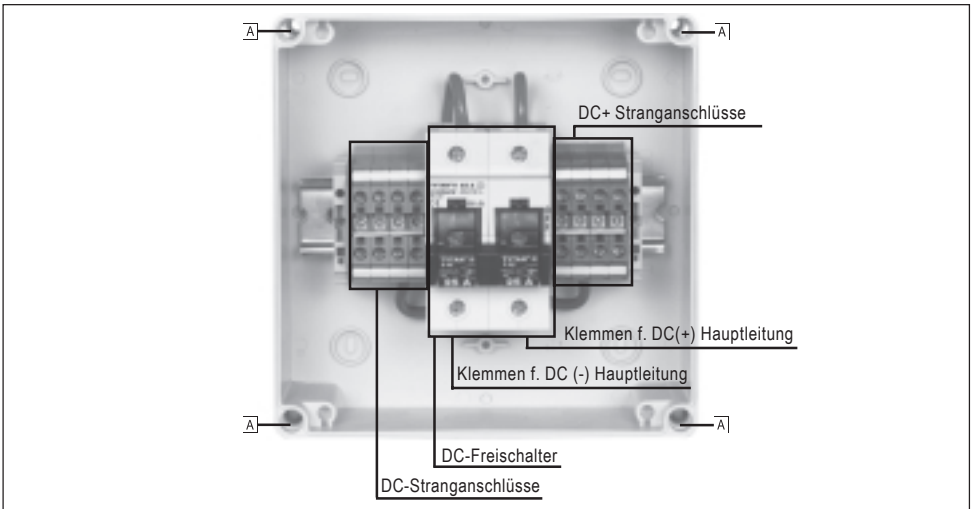 A
A
DC+ Stranganschlüsse
Klemmen f. DC(+) Hauptleitung
Klemmen f. DC (-) Hauptleitung
A
A
DC-Freischalter
DC-Stranganschlüsse